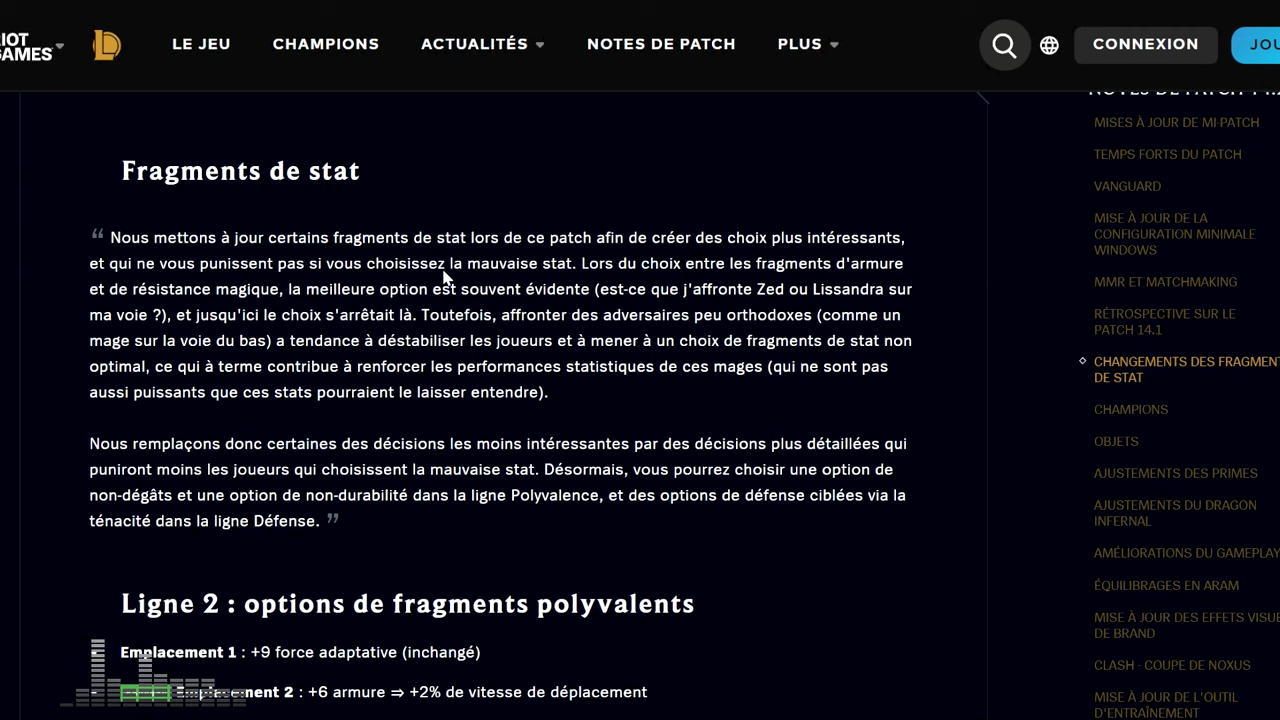 RIOT
GAMES
LE JEU
CHAMPIONS
ACTUALITÉS
NOTES DE PATCH
PLUS
CONNEXION
JOU
Fragments de stat
“ Nous mettons à jour certains fragments de stat lors de ce patch afin de créer des choix plus intéressants,
et qui ne vous punissent pas si vous choisissez la mauvaise stat. Lors du choix entre les fragments d'armure
et de résistance magique, la meilleure option est souvent évidente (est-ce que j'affronte Zed ou Lissandra sur
ma voie ?), et jusqu'ici le choix s'arrêtait là. Toutefois, affronter des adversaires peu orthodoxes (comme un
mage sur la voie du bas) a tendance à déstabiliser les joueurs et à mener à un choix de fragments de stat non
optimal, ce qui à terme contribue à renforcer les performances statistiques de ces mages (qui ne sont pas
aussi puissants que ces stats pourraient le laisser entendre).
Nous remplaçons donc certaines des décisions les moins intéressantes par des décisions plus détaillées qui
puniront moins les joueurs qui choisissent la mauvaise stat. Désormais, vous pourrez choisir une option de
non-dégâts et une option de non-durabilité dans la ligne Polyvalence, et des options de défense ciblées via la
ténacité dans la ligne Défense. ”
Ligne 2 : options de fragments polyvalents
Emplacement 1 : +9 force adaptative (inchangé)
Emplacement 2 : +6 armure ⇒ +2% de vitesse de déplacement
NOTES DE PATCH 14.2
MISES À JOUR DE MI-PATCH
TEMPS FORTS DU PATCH
VANGUARD
MISE À JOUR DE LA
CONFIGURATION MINIMALE
WINDOWS
MMR ET MATCHMAKING
RÉTROSPECTIVE SUR LE
PATCH 14.1
CHANGEMENTS DES FRAGMENT
DE STAT
CHAMPIONS
OBJETS
AJUSTEMENTS DES PRIMES
AJUSTEMENTS DU DRAGON
INFERNAL
AMÉLIORATIONS DU GAMEPLAY
ÉQUILIBRAGES EN ARAM
MISE À JOUR DES EFFETS VISUE
DE BRAND
CLASH - COUPE DE NOXUS
MISE À JOUR DE L'OUTIL
D'ENTRAÎNEMENT